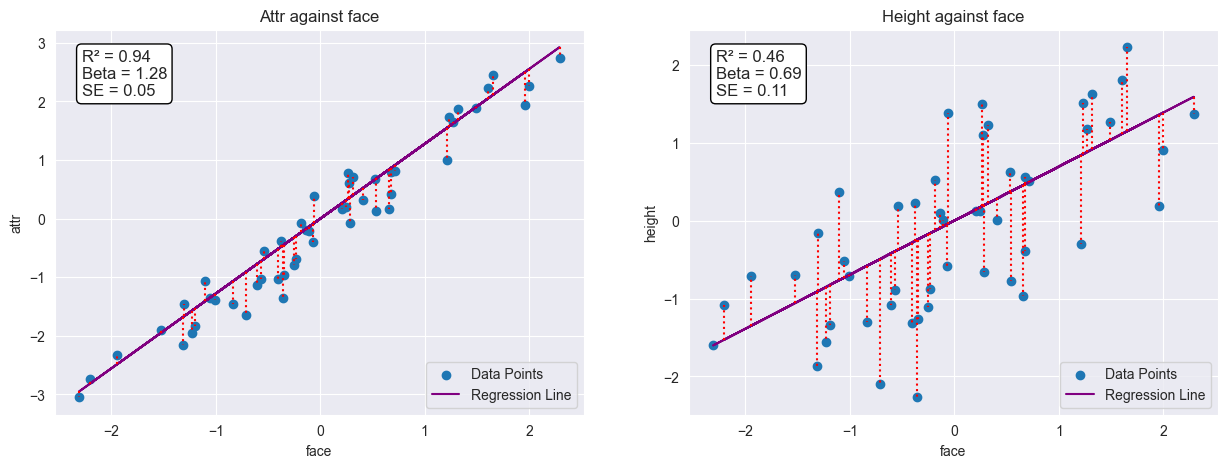 Attr against face
R² = 0.94
Beta = 1.28
SE = 0.05
3
2
1
0
−1
−2
−3
attr
−2
−1
0
1
2
face
Data Points
Regression Line
Height against face
R² = 0.46
Beta = 0.69
SE = 0.11
2
1
0
−1
−2
height
−2
−1
0
1
2
face
Data Points
Regression Line